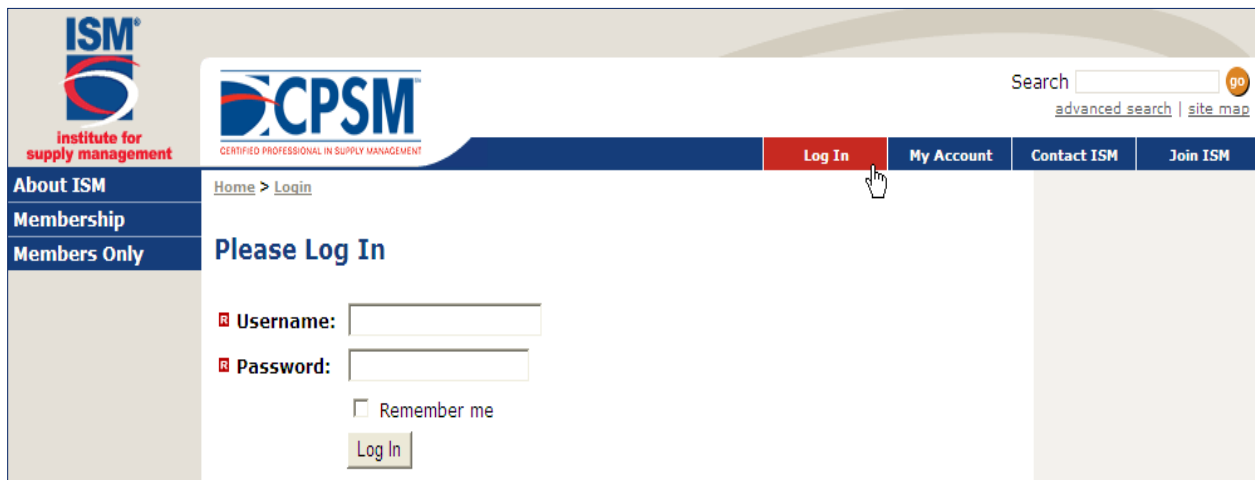 ISM®
institute for
supply management
CPSM
CERTIFIED PROFESSIONAL IN SUPPLY MANAGEMENT
Search go
advanced search | site map
Log In My Account Contact ISM Join ISM
About ISM
Membership
Members Only
Home > Login
Please Log In
R Username:
R Password:
Remember me
Log In